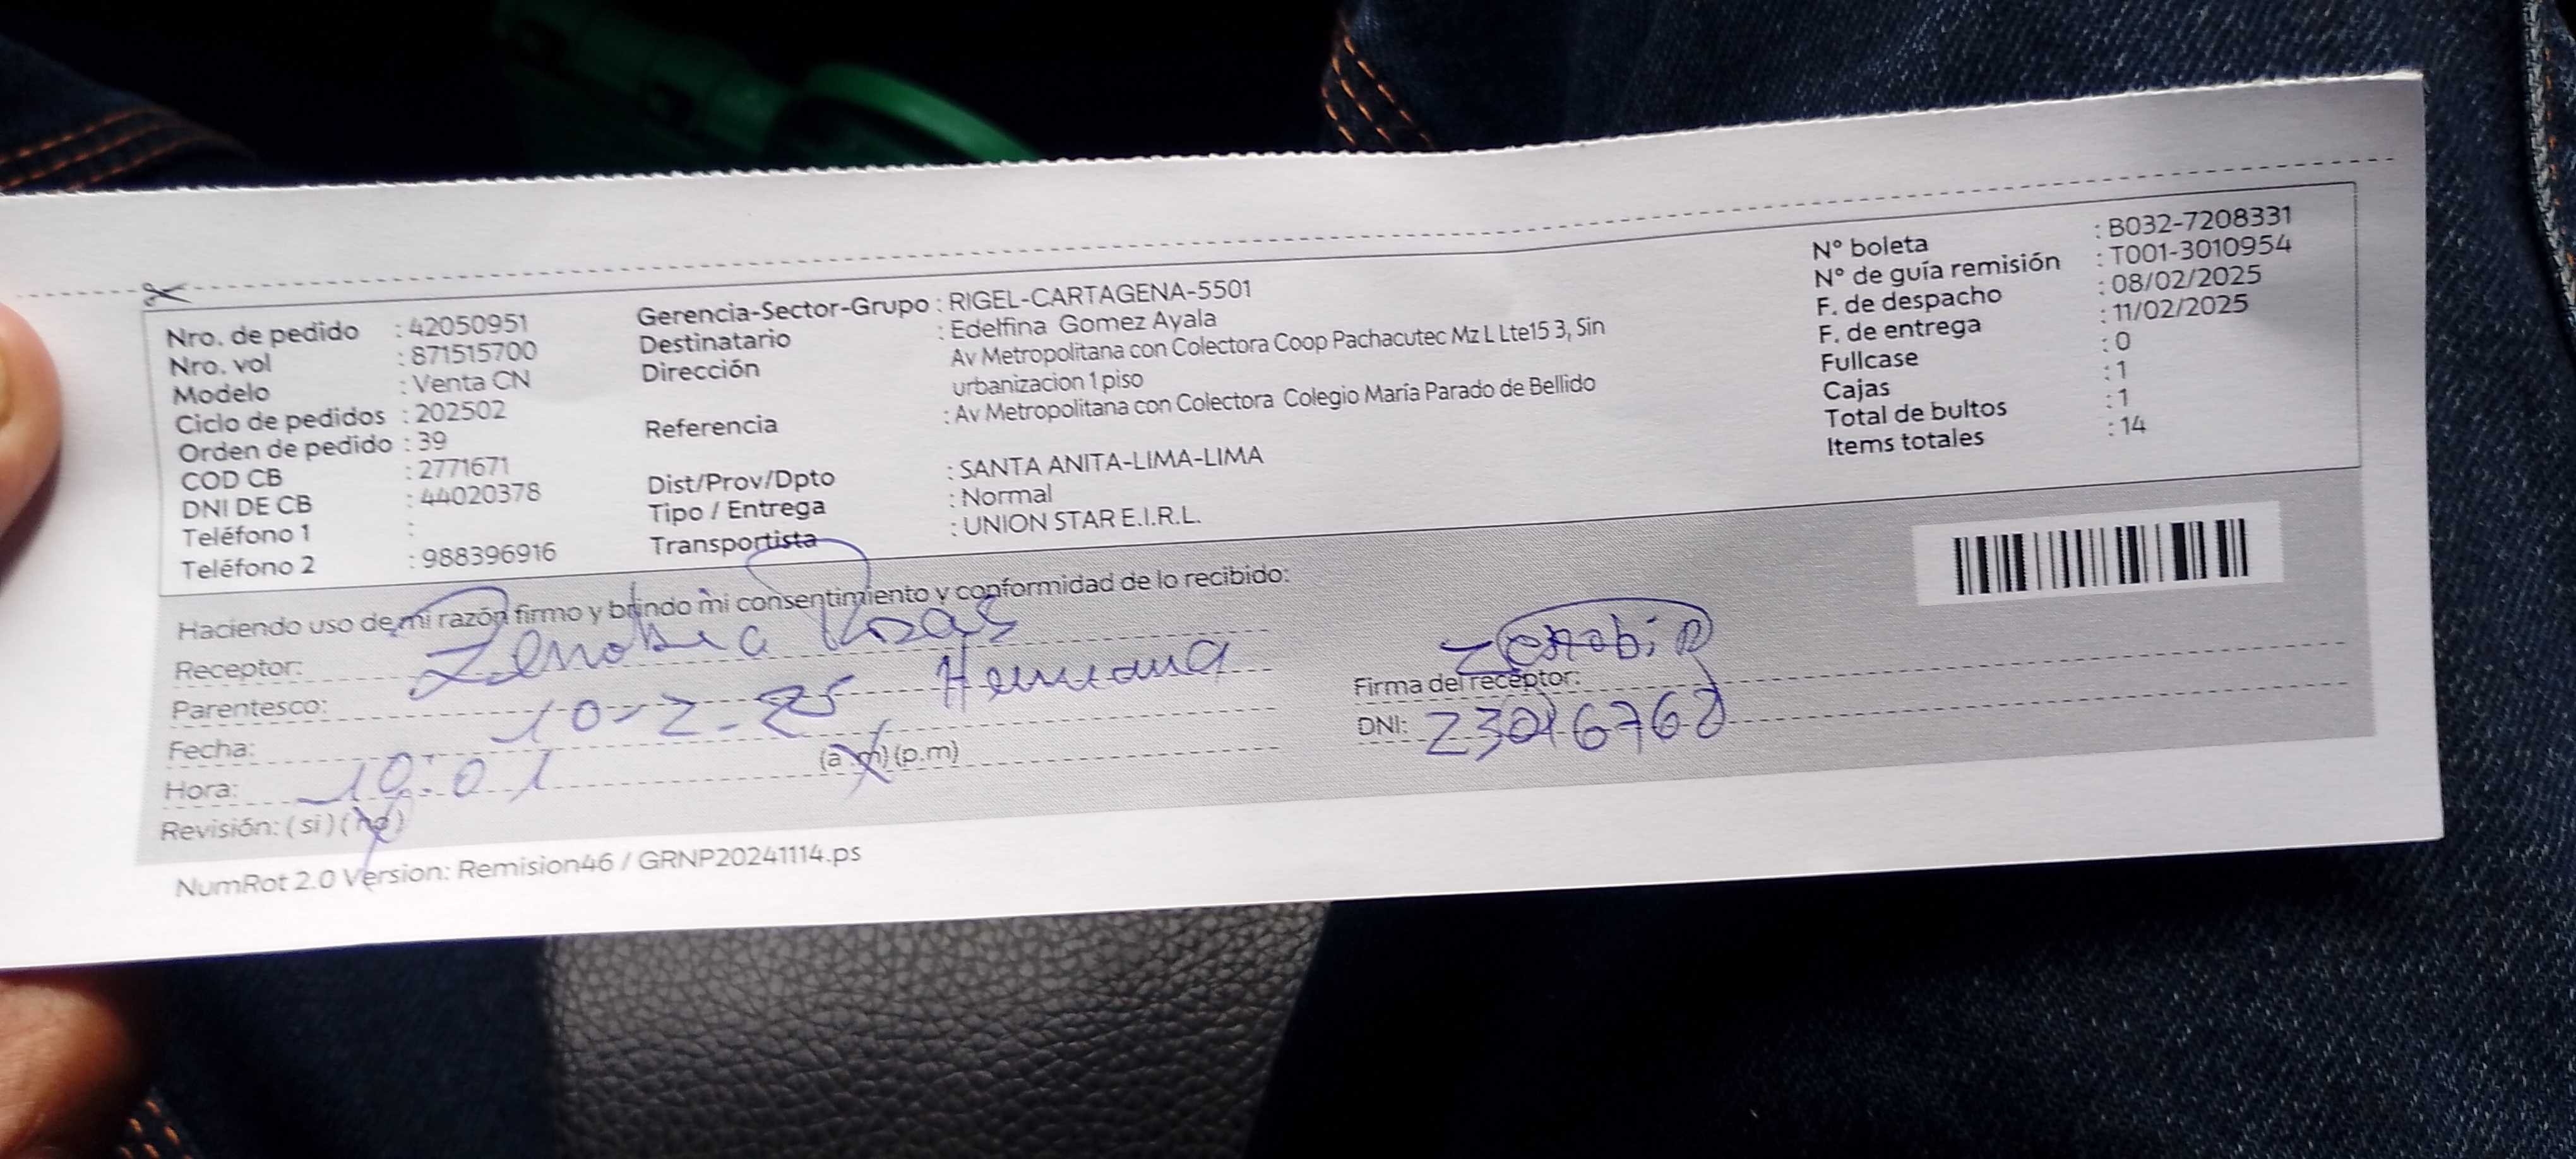 Nro. de pedido : 42050951
Nro. vol : 871515700
Modelo : Venta CN
Ciclo de pedidos : 202502
Orden de pedido : 39
COD CB : 2771671
DNI DE CB : 44020378
Teléfono 1 :
Teléfono 2 : 988396916
Gerencia-Sector-Grupo : RIGEL-CARTAGENA-5501
Destinatario : Edelfina Gomez Ayala
Dirección Av Metropolitana con Colectora Coop Pachacutec Mz L Lte15 3, Sin
urbanizacion 1 piso
Referencia : Av Metropolitana con Colectora Colegio María Parado de Bellido
Dist/Prov/Dpto : SANTA ANITA-LIMA-LIMA
Tipo / Entrega : Normal
Transportista : UNION STAR E.I.R.L.
N° boleta : B032-7208331
N° de guía remisión : T001-3010954
F. de despacho : 08/02/2025
F. de entrega : 11/02/2025
Fullcase : 0
Cajas : 1
Total de bultos : 1
Items totales : 14
Haciendo uso de mi razón firmo y brindo mi consentimiento y conformidad de lo recibido:
Receptor: Zenobia Rosas
Parentesco: Hermana
Fecha: 10-2-25
Hora: 10:01 (a.m) (p.m)
Revisión: (si) (no)
Zenobia
Firma del receptor:
DNI:
NumRot 2.0 Version: Remision46 / GRNP20241114.ps